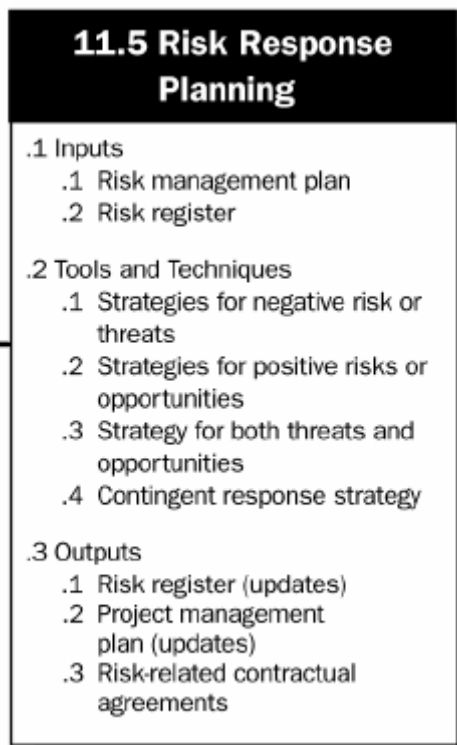 11.5 Risk Response
Planning
.1 Inputs
.1 Risk management plan
.2 Risk register
.2 Tools and Techniques
.1 Strategies for negative risk or
threats
.2 Strategies for positive risks or
opportunities
.3 Strategy for both threats and
opportunities
.4 Contingent response strategy
.3 Outputs
.1 Risk register (updates)
.2 Project management
plan (updates)
.3 Risk-related contractual
agreements